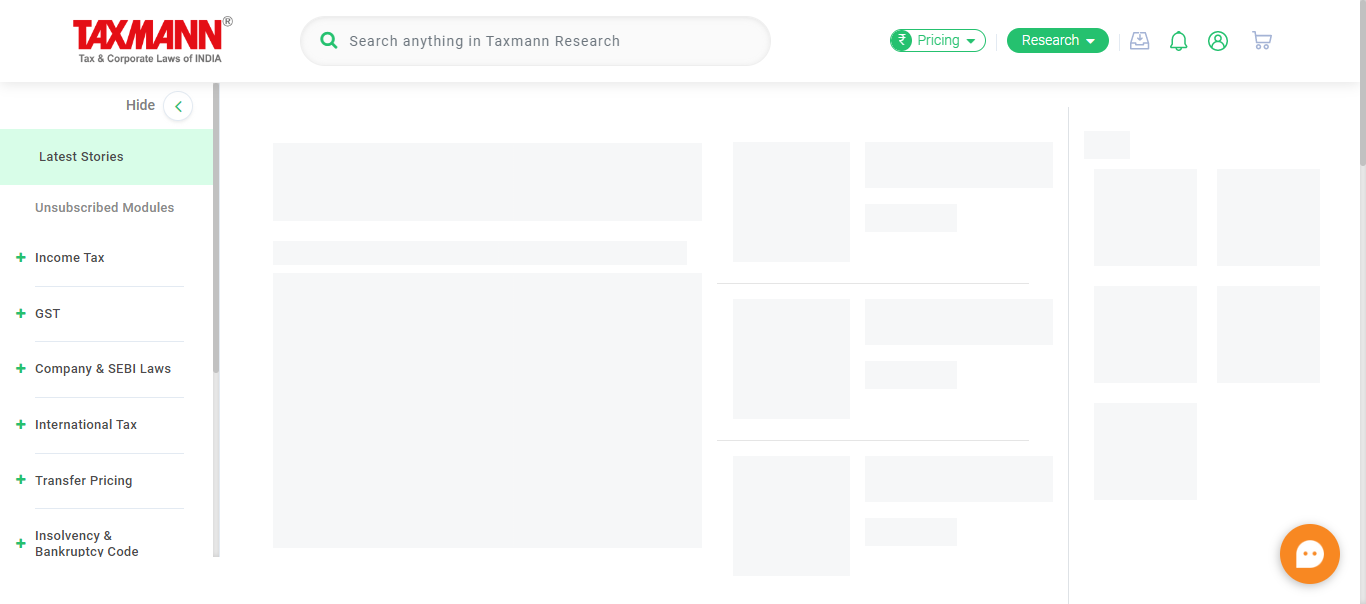 TAXMANN®
Tax & Corporate Laws of INDIA
Search anything in Taxmann Research
₹ Pricing
Research
Hide
Latest Stories
Unsubscribed Modules
Income Tax
GST
Company & SEBI Laws
International Tax
Transfer Pricing
Insolvency &
Bankruptcy Code